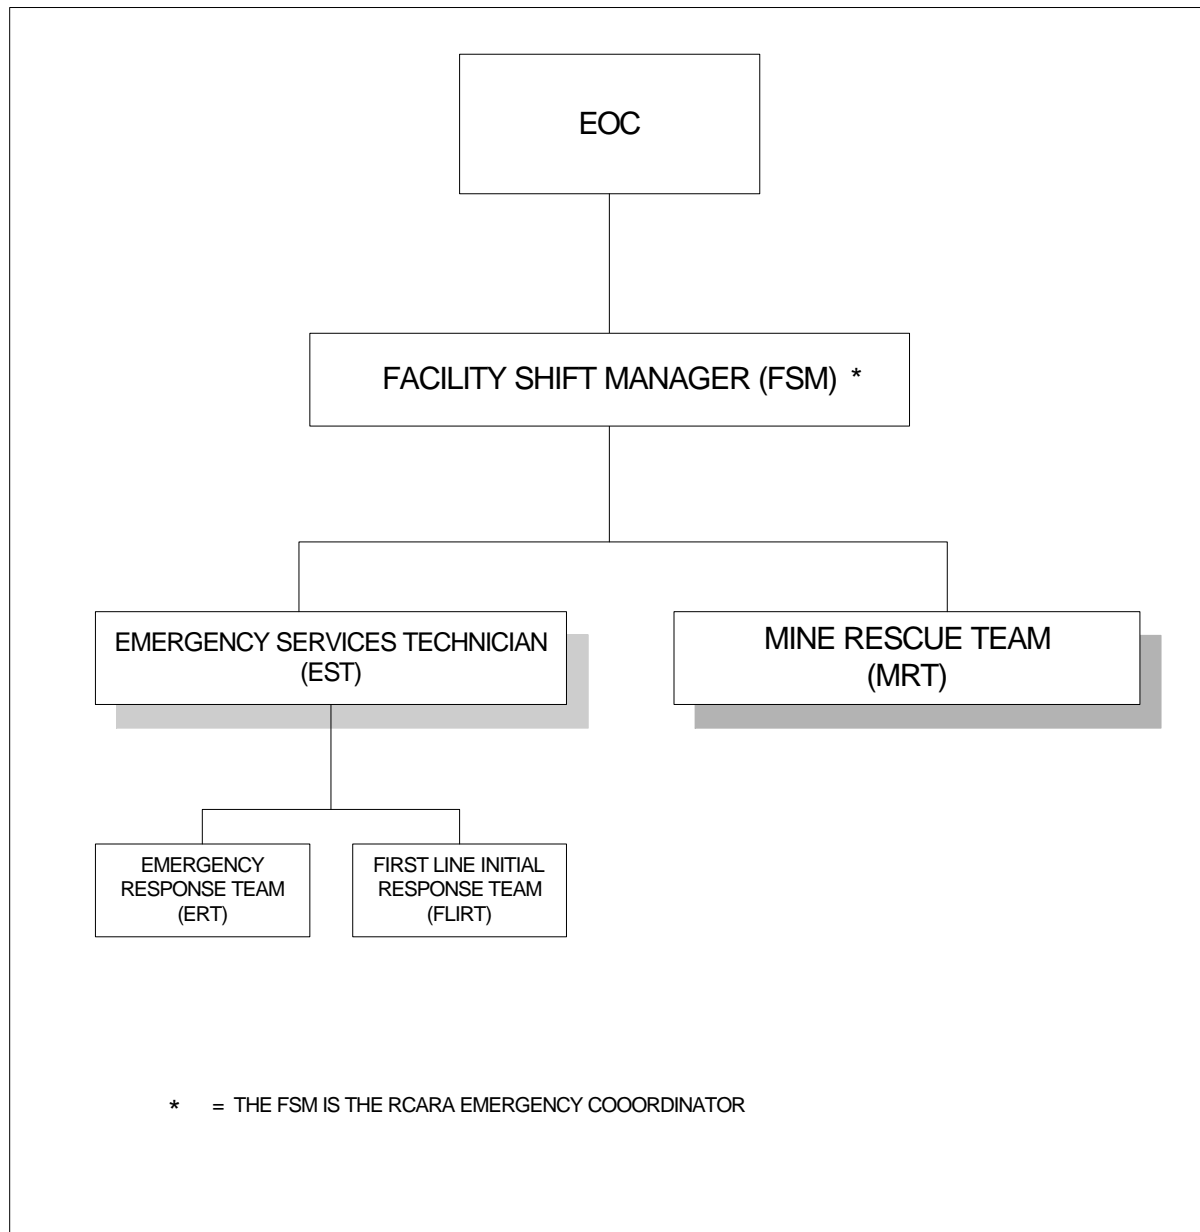 EOC
FACILITY SHIFT MANAGER (FSM) *
EMERGENCY SERVICES TECHNICIAN
(EST)
MINE RESCUE TEAM
(MRT)
EMERGENCY
RESPONSE TEAM
(ERT)
FIRST LINE INITIAL
RESPONSE TEAM
(FLIRT)
* = THE FSM IS THE RCARA EMERGENCY COOORDINATOR